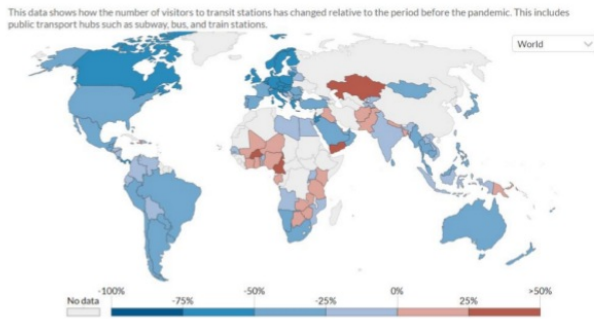 This data shows how the number of visitors to transit stations has changed relative to the period before the pandemic. This includes
public transport hubs such as subway, bus, and train stations.
World
-100% -50% 0% >50%
No data -75% -25% 25%